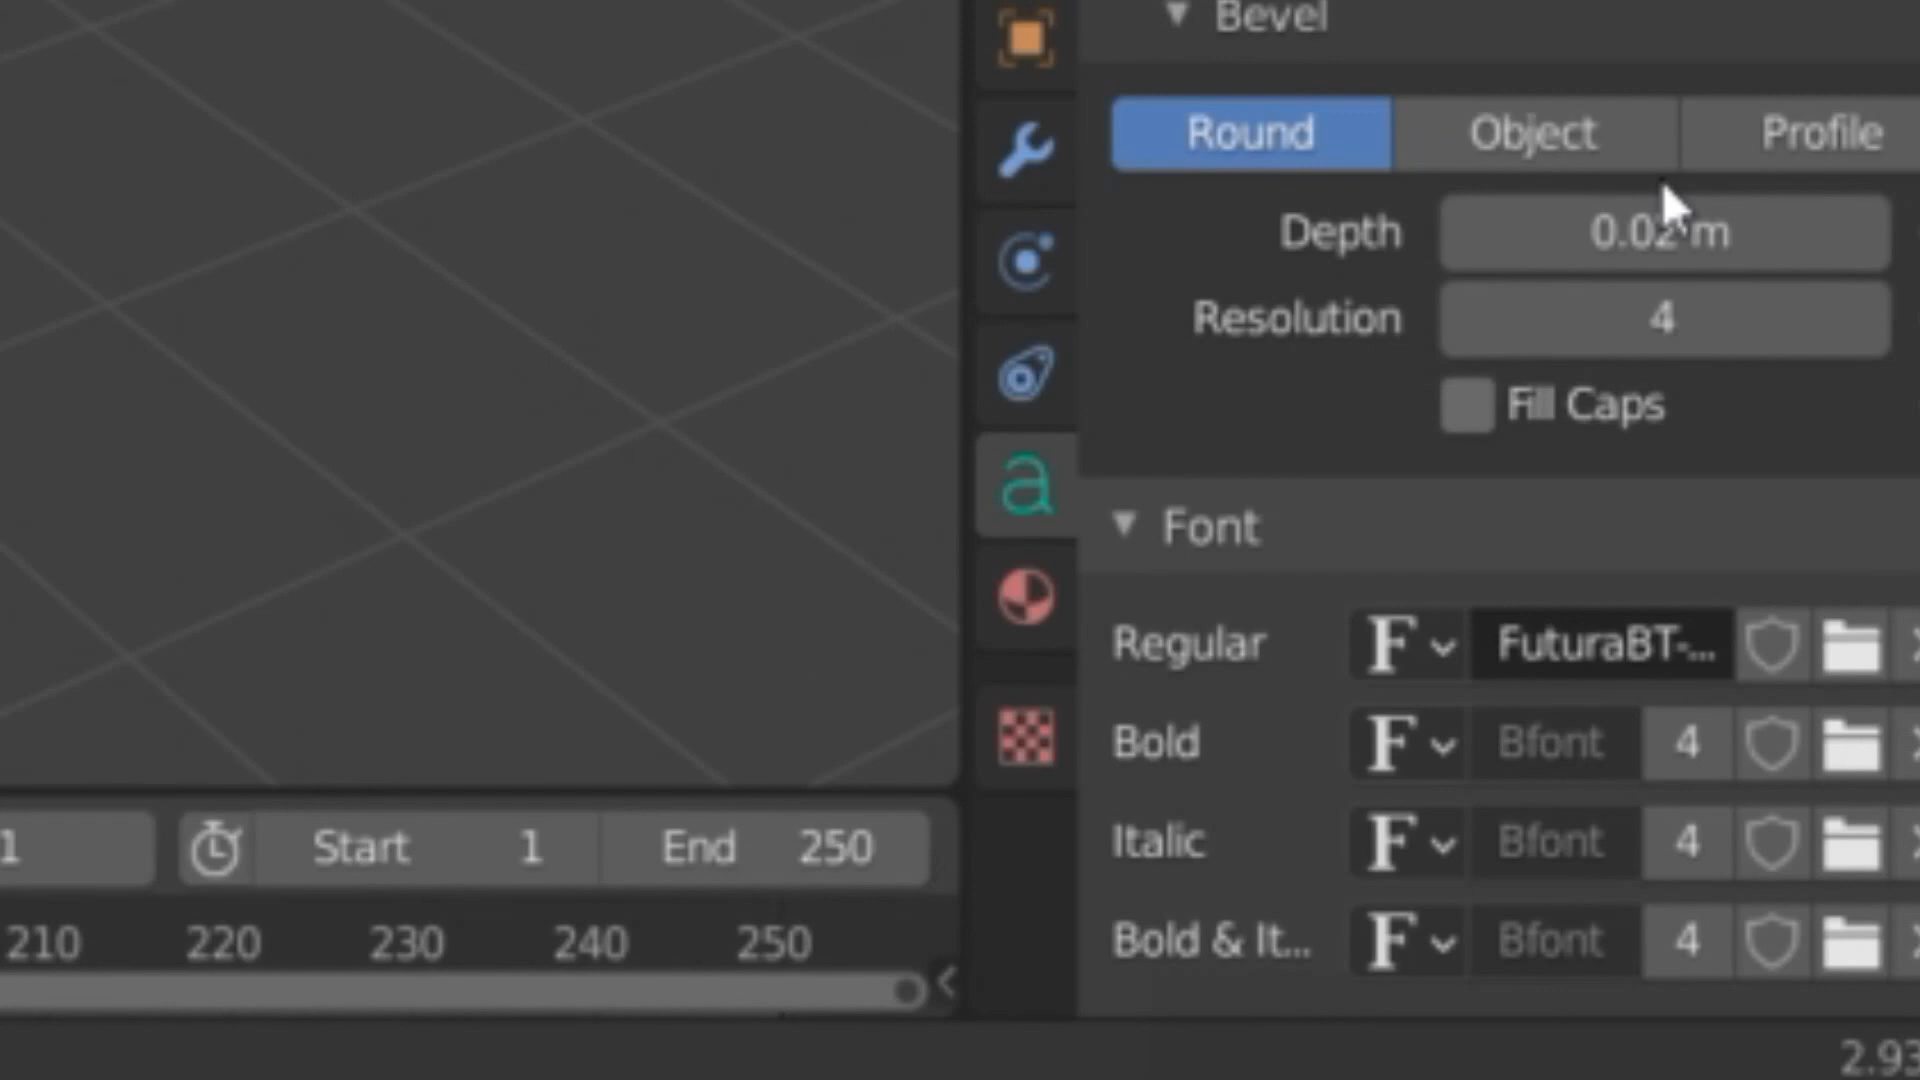 Bevel
Round Object Profile
Depth 0.02 m
Resolution 4
Fill Caps
a
Font
Regular F FuturaBT-...
Bold F Bfont 4
Italic F Bfont 4
Bold & It... F Bfont 4
1 Start 1 End 250
210 220 230 240 250
2.93